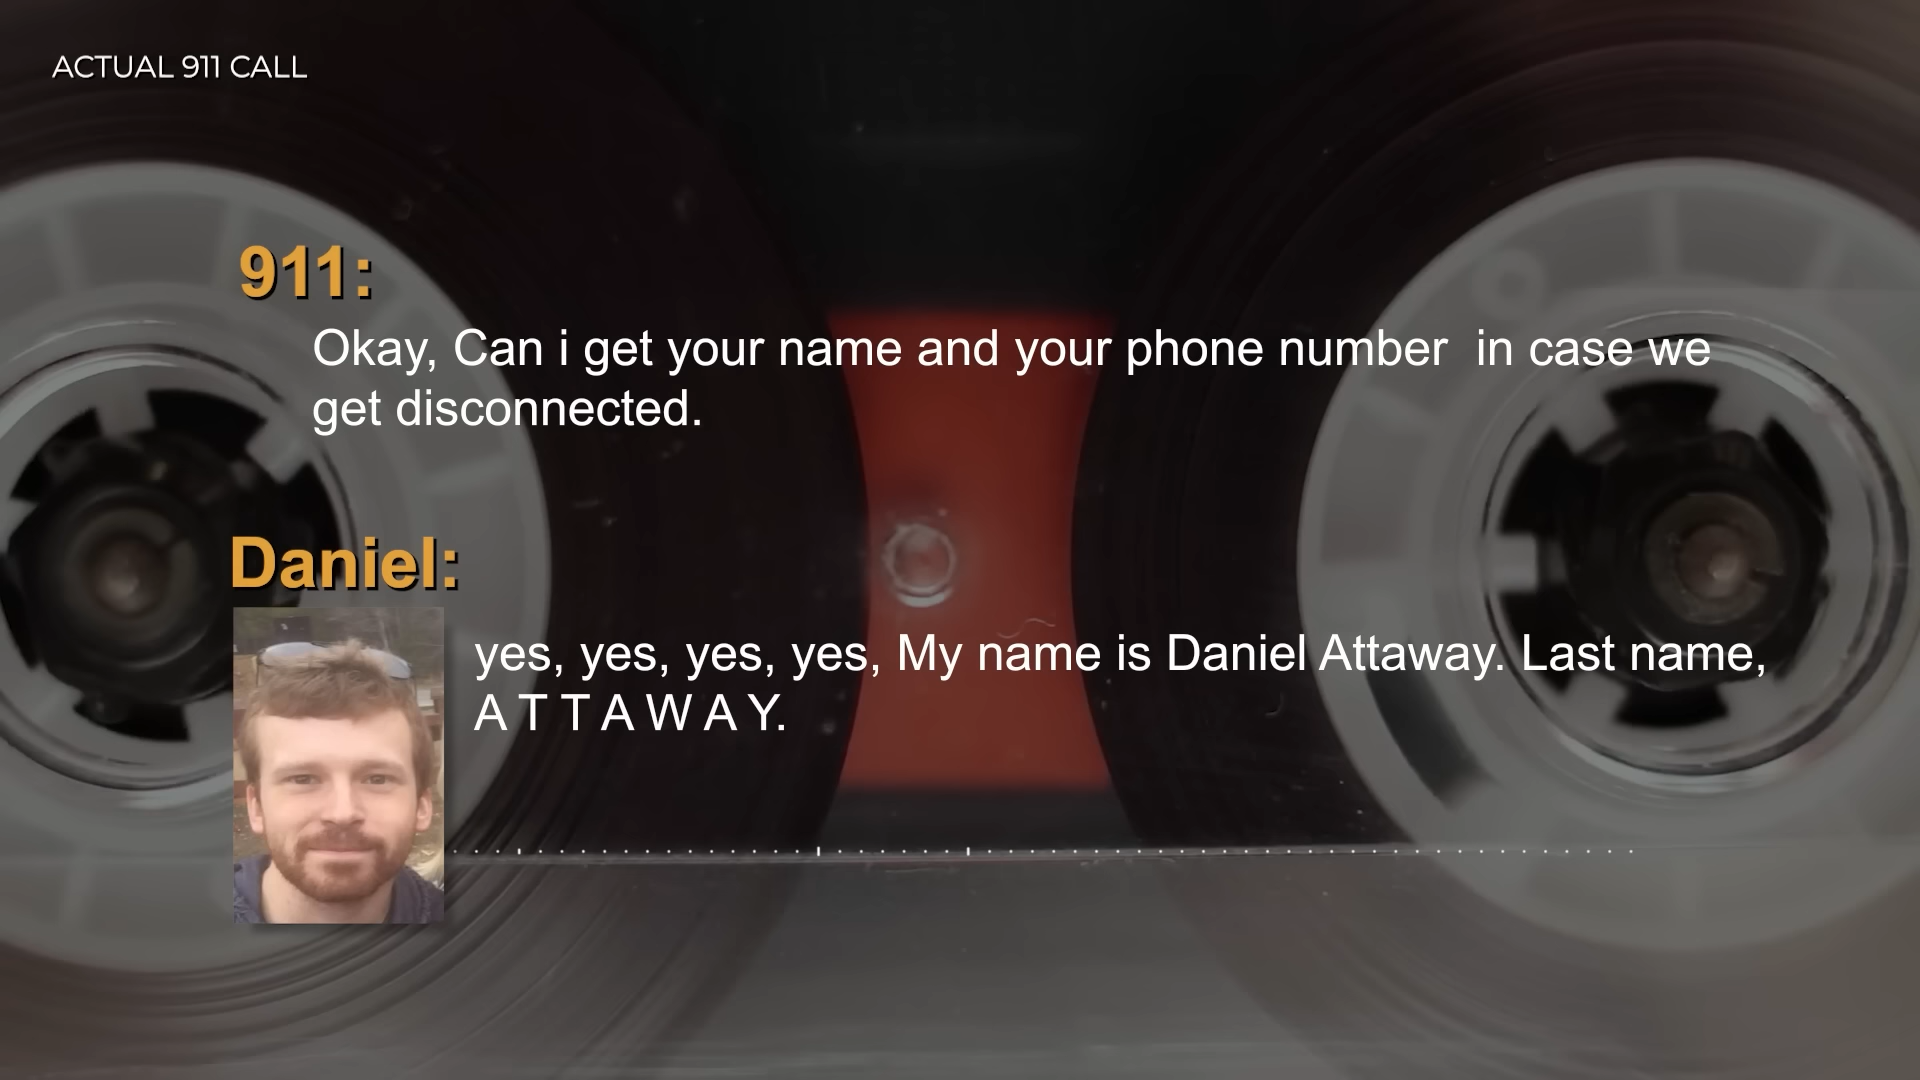 ACTUAL 911 CALL
911:
Okay, Can i get your name and your phone number  in case we
get disconnected.
Daniel:
yes, yes, yes, yes, My name is Daniel Attaway. Last name,
A T T A W A Y.